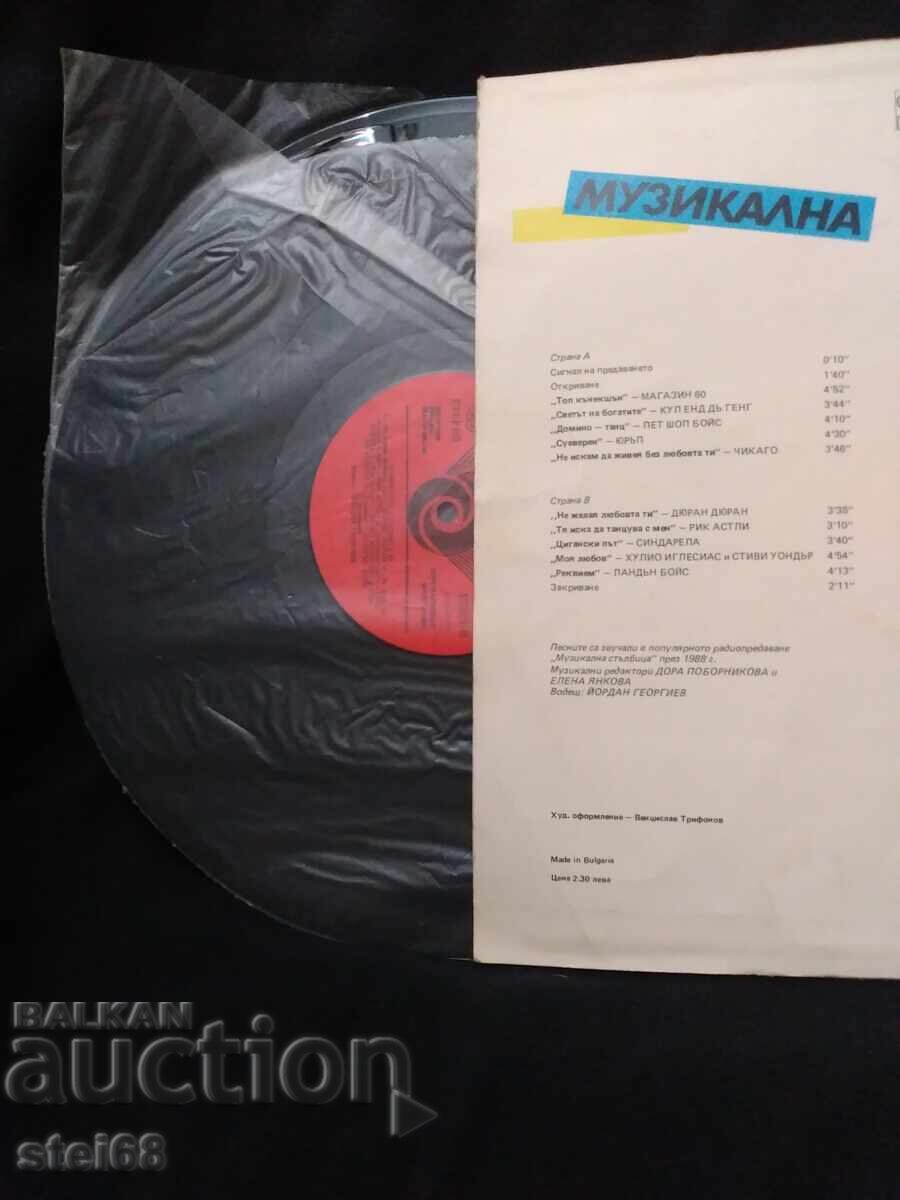 МУЗИКАЛНА
Страна А
Сигнал на предаването 0'10"
Откриване 1'40"
„Топ кънекшън" — МАГАЗИН 60 4'52"
„Светът на богатите" — КУЛ ЕНД ДЪ ГЕНГ 3'44"
„Домино — танц" — ПЕТ ШОП БОЙС 4'10"
„Суеверен" — ЮРЪП 4'30"
„Не искам да живея без любовта ти" — ЧИКАГО 3'46"
Страна В
„Не желая любовта ти" — ДЮРАН ДЮРАН 3'35"
„Тя иска да танцува с мен" — РИК АСТЛИ 3'10"
„Цигански път" — СИНДАРЕЛА 3'40"
„Моя любов" — ХУЛИО ИГЛЕСИАС и СТИВИ УОНДЪР 4'54"
„Реквием" — ЛАНДЪН БОЙС 4'13"
Закриване 2'11"
Песните са звучали в популярното радиопредаване
„Музикална стълбица" през 1988 г.
Музикални редактори ДОРА ПОБОРНИКОВА и
ЕЛЕНА ЯНКОВА
Водещ: ЙОРДАН ГЕОРГИЕВ
Худ. оформление — Венцислав Трифонов
Made in Bulgaria
Цена 2.30 лева
BALKAN
auction
stei68